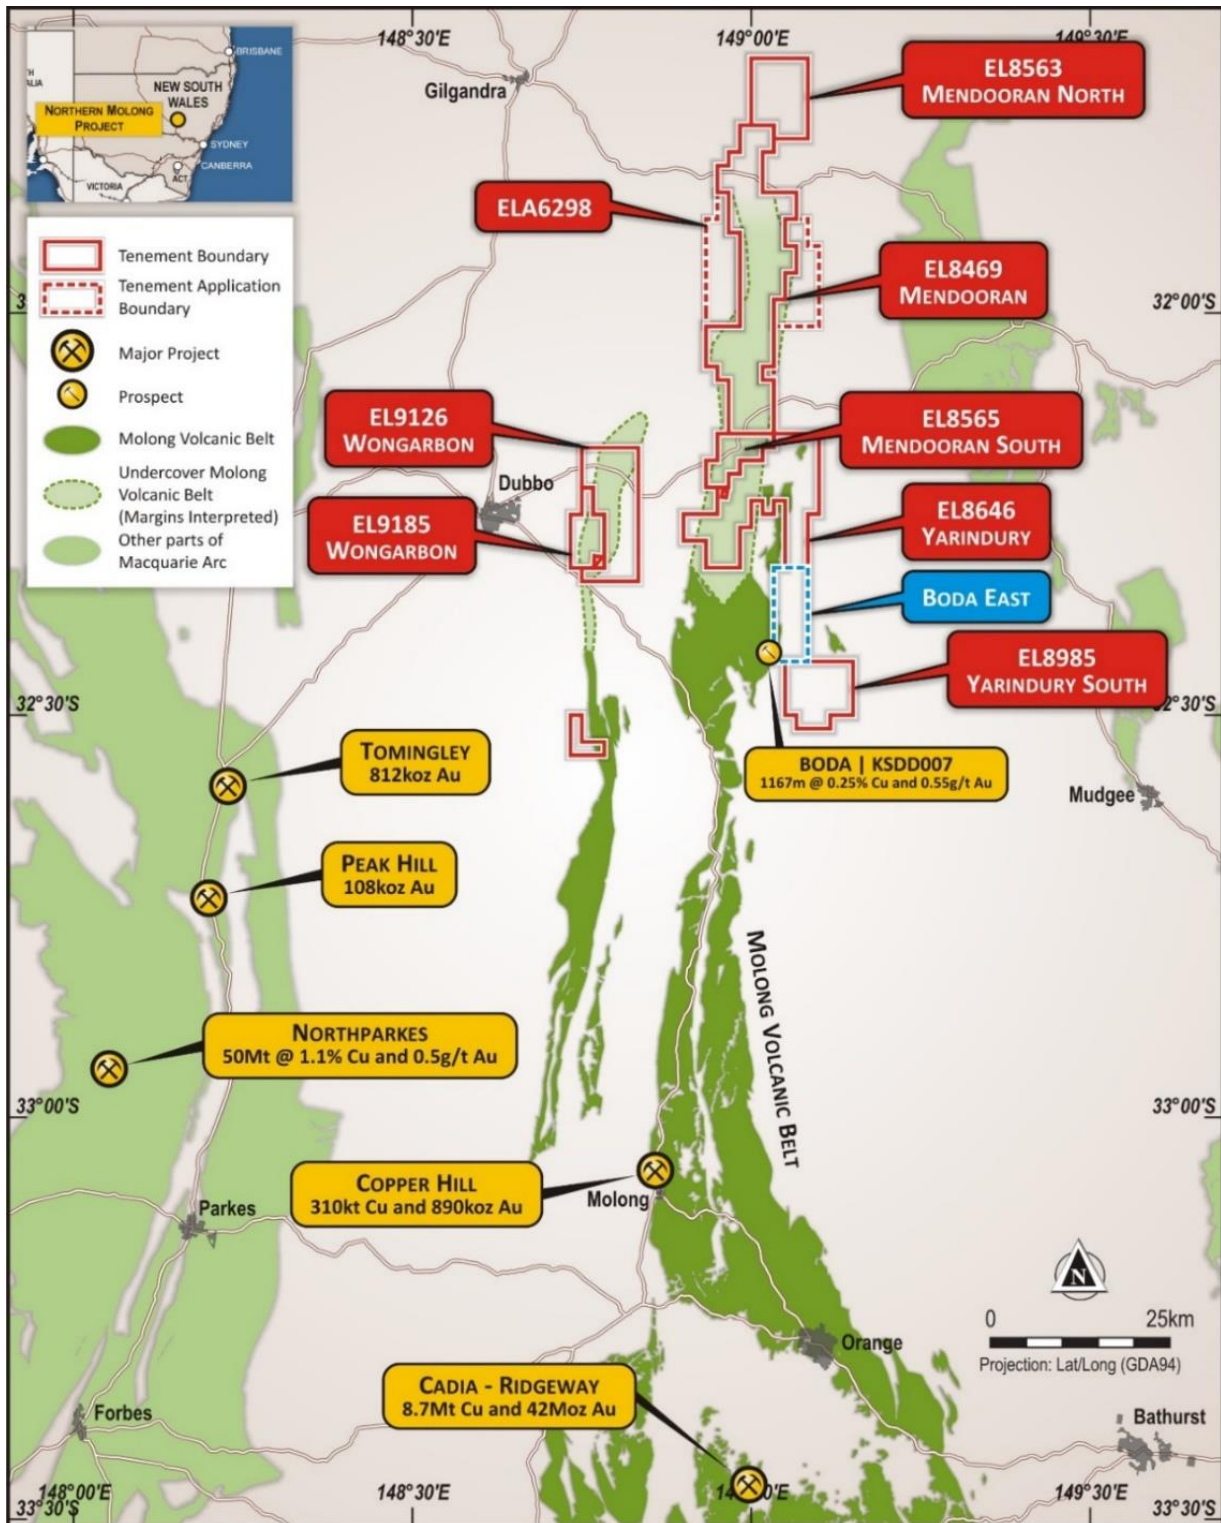 148°30'E
149°00'E
149°30'E
BRISBANE
TH
ALIA
NEW SOUTH
WALES
NORTHERN MOLONG
PROJECT
SYDNEY
CANBERRA
ACT
VICTORIA
Gilgandra
EL8563
MENDOORAN NORTH
ELA6298
EL8469
MENDOORAN
Tenement Boundary
Tenement Application
Boundary
Major Project
Prospect
Molong Volcanic Belt
Undercover Molong
Volcanic Belt
(Margins Interpreted)
Other parts of
Macquarie Arc
3
32°00'S
EL9126
WONGARBON
EL8565
MENDOORAN SOUTH
Dubbo
EL9185
WONGARBON
EL8646
YARINDURY
BODA EAST
EL8985
YARINDURY SOUTH
32°30'S
32°30'S
TOMINGLEY
812koz Au
BODA | KSDD007
1167m @ 0.25% Cu and 0.55g/t Au
Mudgee
PEAK HILL
108koz Au
MOLONG VOLCANIC BELT
NORTHPARKES
50Mt @ 1.1% Cu and 0.5g/t Au
33°00'S
33°00'S
COPPER HILL
310kt Cu and 890koz Au
Molong
Parkes
N
0 25km
Projection: Lat/Long (GDA94)
Orange
CADIA - RIDGEWAY
8.7Mt Cu and 42Moz Au
Forbes
Bathurst
148°00'E
148°30'E
149°30'E
33°30'S
33°30'S